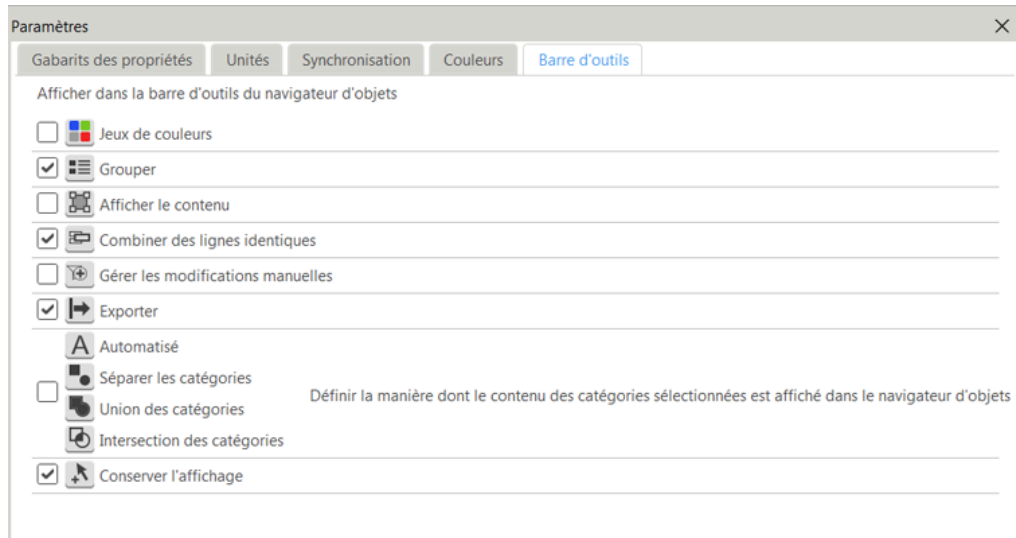 Paramètres
Gabarits des propriétés Unités Synchronisation Couleurs Barre d'outils
Afficher dans la barre d'outils du navigateur d'objets
Jeux de couleurs
Grouper
Afficher le contenu
Combiner des lignes identiques
Gérer les modifications manuelles
Exporter
Automatisé
Séparer les catégories
Union des catégories
Intersection des catégories
Définir la manière dont le contenu des catégories sélectionnées est affiché dans le navigateur d'objets
Conserver l'affichage